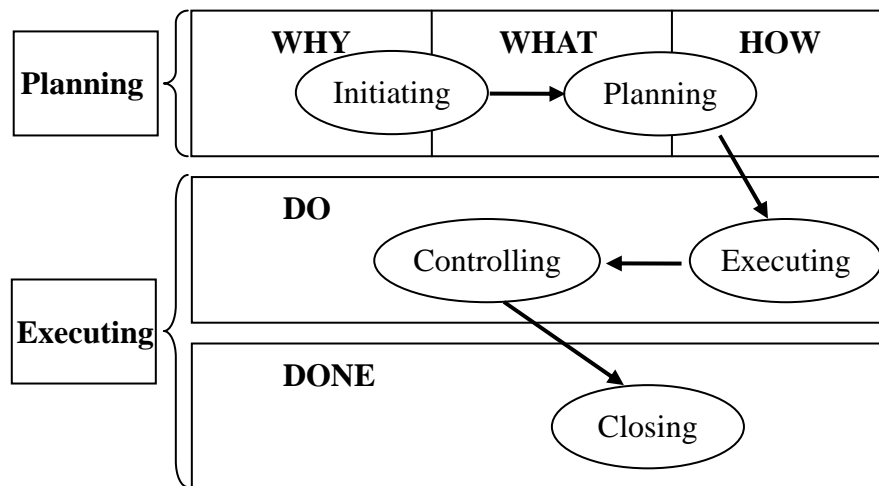 WHY WHAT HOW
Planning
Initiating Planning
DO
Controlling Executing
Executing
DONE
Closing